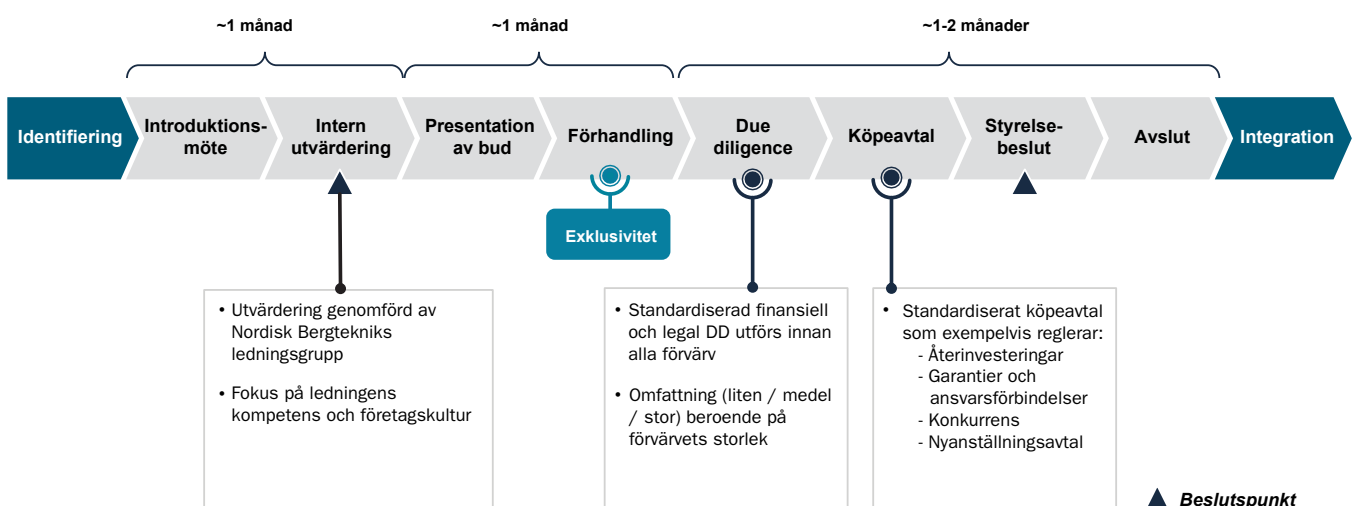 ~1 månad
~1 månad
~1-2 månader
Identifiering
Introduktions-
möte
Intern
utvärdering
Presentation
av bud
Förhandling
Due
diligence
Köpeavtal
Styrelse-
beslut
Avslut
Integration
Exklusivitet
• Utvärdering genomförd av
Nordisk Bergtekniks
ledningsgrupp
• Fokus på ledningens
kompetens och företagskultur
• Standardiserad finansiell
och legal DD utförs innan
alla förvärv
• Omfattning (liten / medel
/ stor) beroende på
förvärvets storlek
• Standardiserat köpeavtal
som exempelvis reglerar:
- Återinvesteringar
- Garantier och
ansvarsförbindelser
- Konkurrens
- Nyanställningsavtal
Beslutspunkt